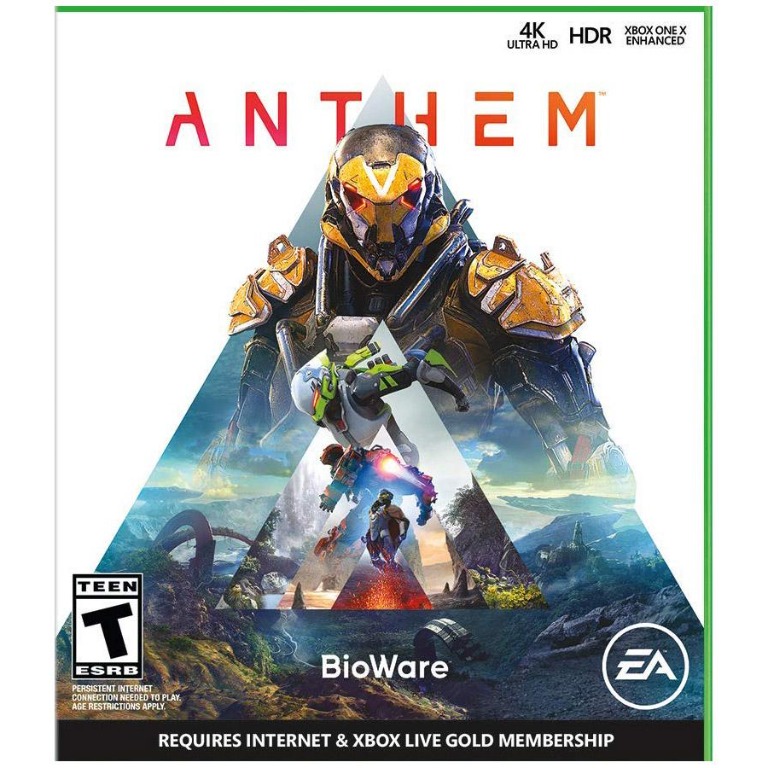 4K
ULTRA HD
HDR
XBOX ONE X
ENHANCED
ANTHEM™
TEEN
T
ESRB
PERSISTENT INTERNET
CONNECTION NEEDED TO PLAY.
AGE RESTRICTIONS APPLY.
BioWare
EA
REQUIRES INTERNET & XBOX LIVE GOLD MEMBERSHIP